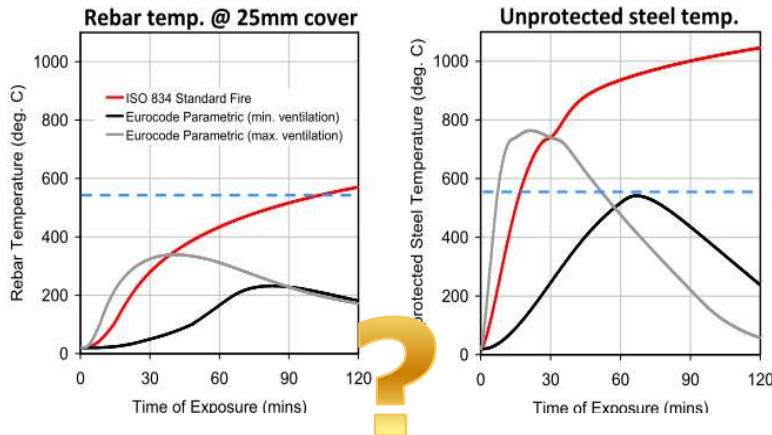 Rebar temp. @ 25mm cover
Rebar Temperature (deg. C)
1000
800
600
400
200
0
ISO 834 Standard Fire
Eurocode Parametric (min. ventilation)
Eurocode Parametric (max. ventilation)
0 30 60 90 120
Time of Exposure (mins)
?
Unprotected steel temp.
protected Steel Temperature (deg. C)
1000
800
600
400
200
0
0 30 60 90 120
Time of Exposure (mins)